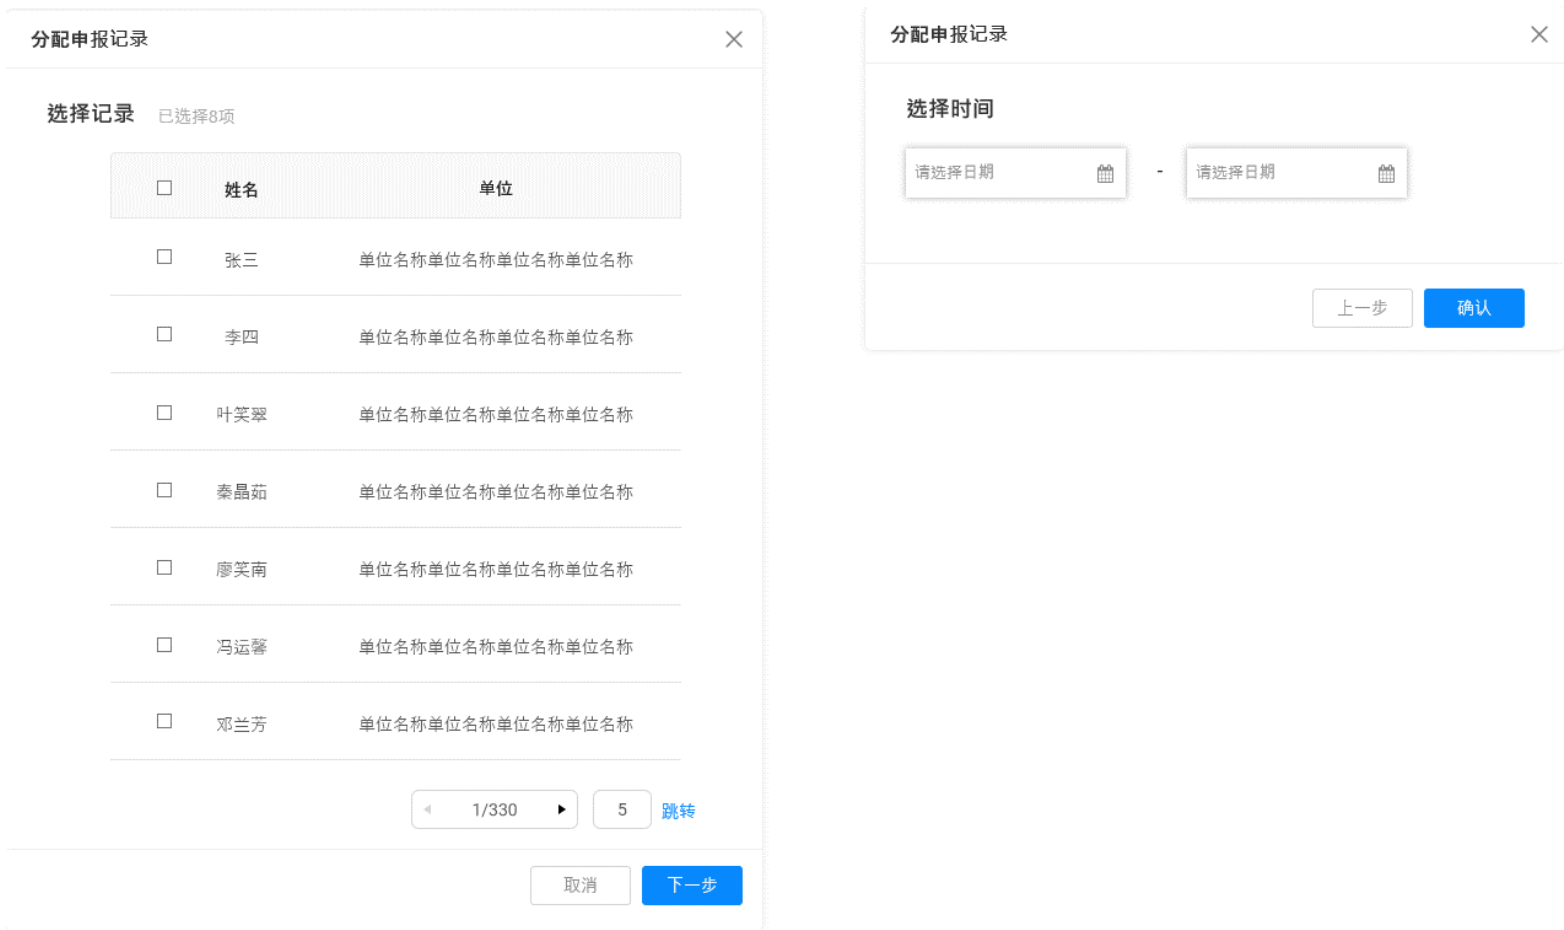 分配申报记录
选择记录 已选择8项
姓名 单位
张三 单位名称单位名称单位名称单位名称
李四 单位名称单位名称单位名称单位名称
叶笑翠 单位名称单位名称单位名称单位名称
秦晶茹 单位名称单位名称单位名称单位名称
廖笑南 单位名称单位名称单位名称单位名称
冯运馨 单位名称单位名称单位名称单位名称
邓兰芳 单位名称单位名称单位名称单位名称
1/330 5 跳转
取消 下一步
分配申报记录
选择时间
请选择日期 - 请选择日期
上一步 确认